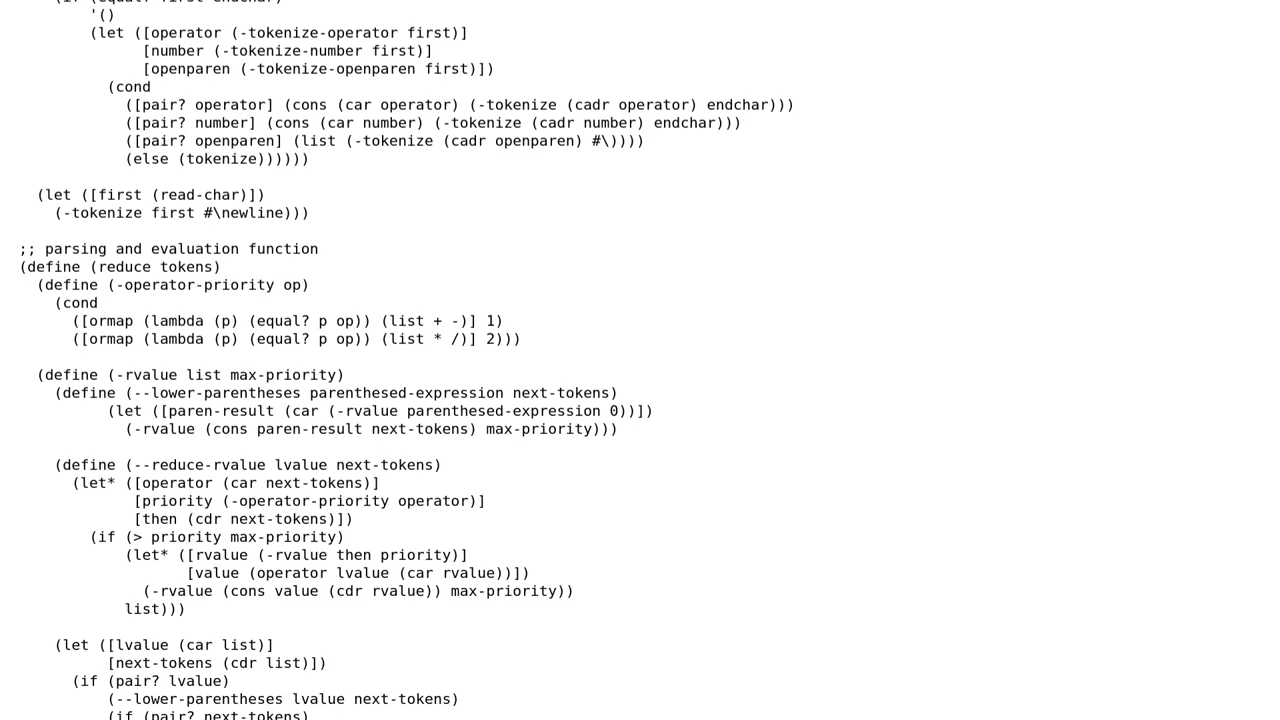 (if (equal? first endchar)
'()
(let ([operator (-tokenize-operator first)]
[number (-tokenize-number first)]
[openparen (-tokenize-openparen first)])
(cond
([pair? operator] (cons (car operator) (-tokenize (cadr operator) endchar)))
([pair? number] (cons (car number) (-tokenize (cadr number) endchar)))
([pair? openparen] (list (-tokenize (cadr openparen) #\))))
(else (tokenize))))))
(let ([first (read-char)])
(-tokenize first #\newline)))
;; parsing and evaluation function
(define (reduce tokens)
(define (-operator-priority op)
(cond
([ormap (lambda (p) (equal? p op)) (list + -)] 1)
([ormap (lambda (p) (equal? p op)) (list * /)] 2)))
(define (-rvalue list max-priority)
(define (--lower-parentheses parenthesed-expression next-tokens)
(let ([paren-result (car (-rvalue parenthesed-expression 0))])
(-rvalue (cons paren-result next-tokens) max-priority)))
(define (--reduce-rvalue lvalue next-tokens)
(let* ([operator (car next-tokens)]
[priority (-operator-priority operator)]
[then (cdr next-tokens)])
(if (> priority max-priority)
(let* ([rvalue (-rvalue then priority)]
[value (operator lvalue (car rvalue))])
(-rvalue (cons value (cdr rvalue)) max-priority))
list)))
(let ([lvalue (car list)]
[next-tokens (cdr list)])
(if (pair? lvalue)
(--lower-parentheses lvalue next-tokens)
(if (pair? next-tokens)